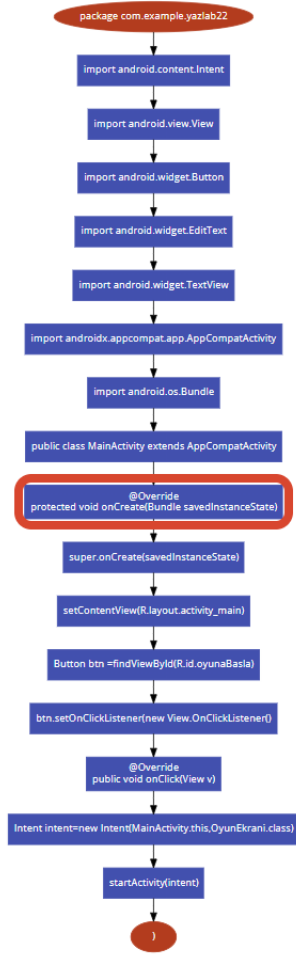 package com.example.yazlab22
import android.content.Intent
import android.view.View
import android.widget.Button
import android.widget.EditText
import android.widget.TextView
import androidx.appcompat.app.AppCompatActivity
import android.os.Bundle
public class MainActivity extends AppCompatActivity
@Override
protected void onCreate(Bundle savedInstanceState)
super.onCreate(savedInstanceState)
setContentView(R.layout.activity_main)
Button btn =findViewById(R.id.oyunaBasla)
btn.setOnClickListener(new View.OnClickListener()
@Override
public void onClick(View v)
Intent intent=new Intent(MainActivity.this,OyunEkrani.class)
startActivity(intent)
)